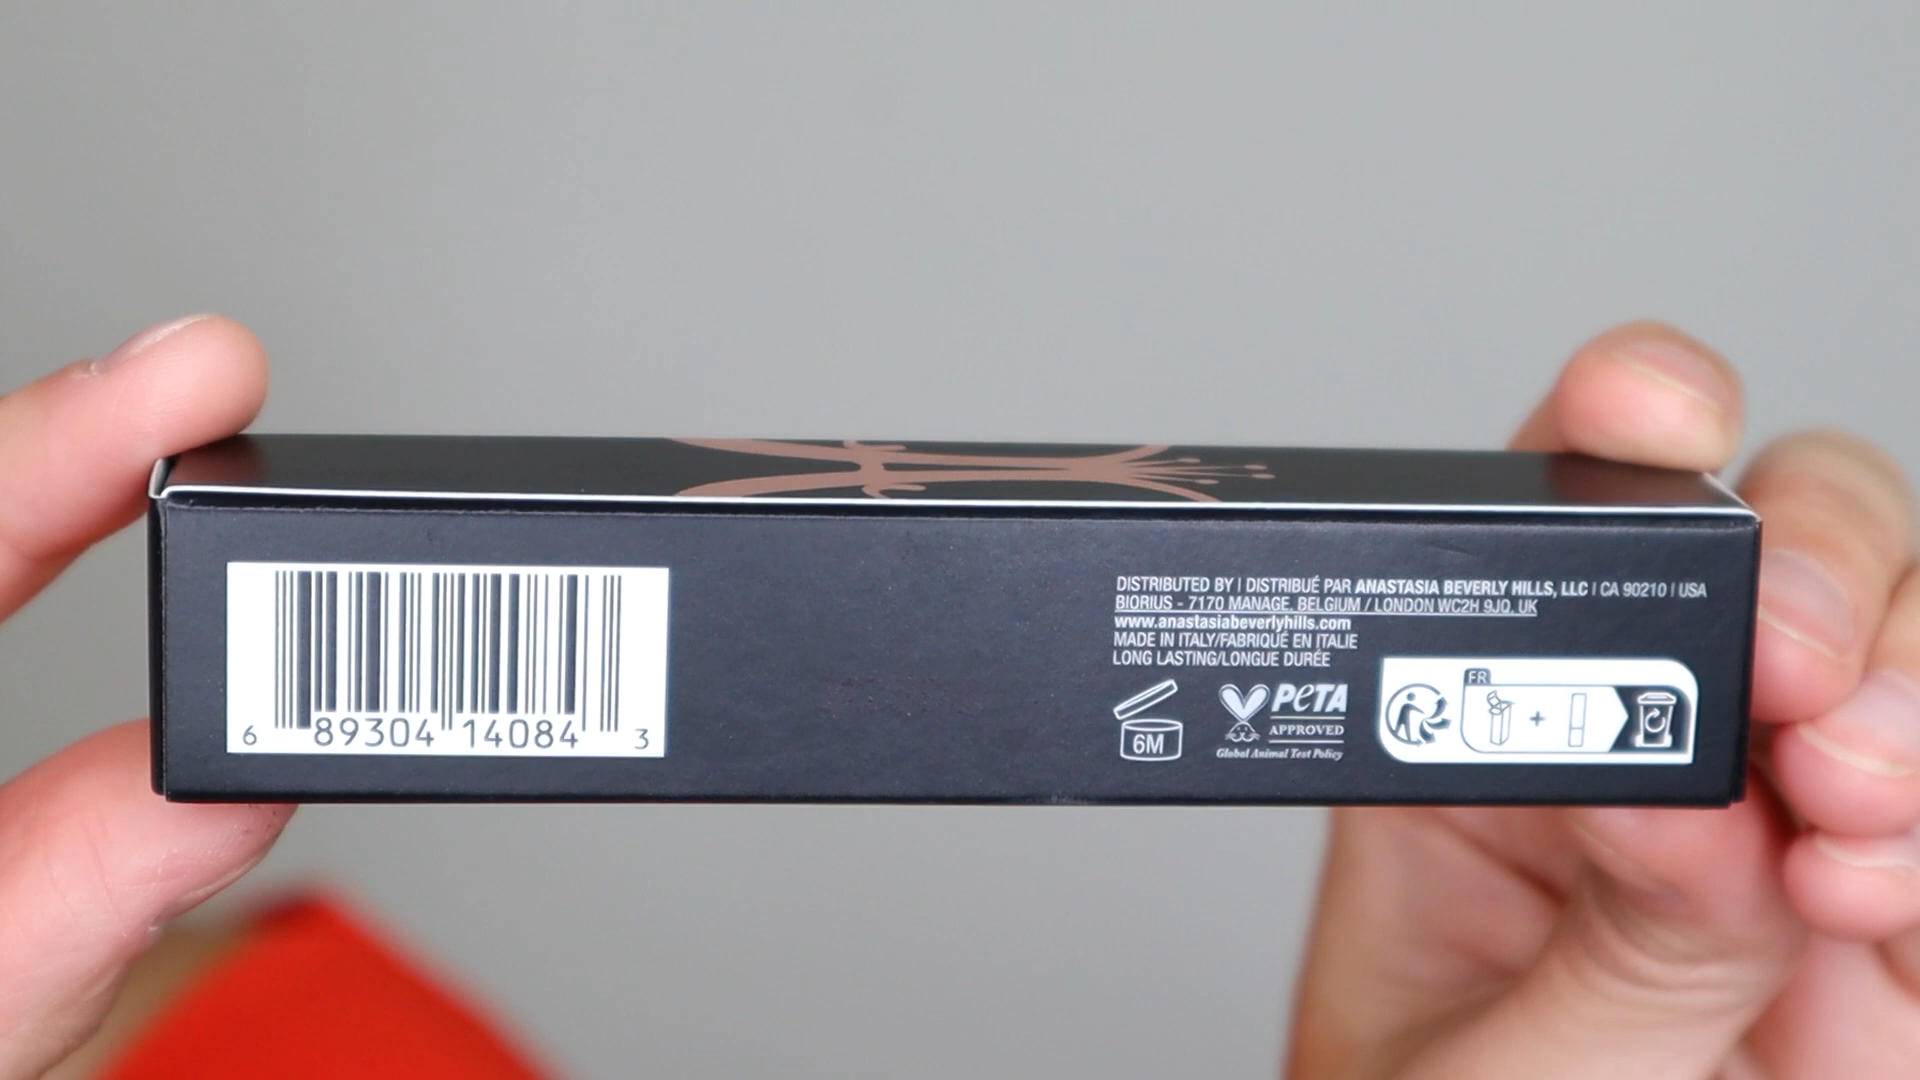 6 89304 14084 3
DISTRIBUTED BY | DISTRIBUÉ PAR ANASTASIA BEVERLY HILLS, LLC | CA 90210 | USA
BIORIUS - 7170 MANAGE, BELGIUM / LONDON WC2H 9JQ, UK
www.anastasiabeverlyhills.com
MADE IN ITALY/FABRIQUÉ EN ITALIE
LONG LASTING/LONGUE DURÉE
6M
PETA
APPROVED
Global Animal Test Policy
FR
+